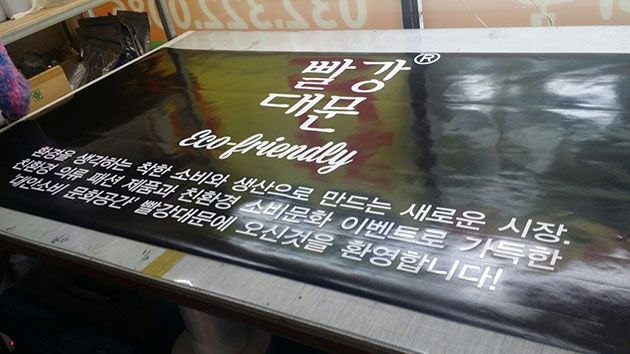 032.322.00
빨강®
대문
Eco-friendly
환경을 생각하는 착한 소비와 생산으로 만드는 새로운 시장.
친환경 의류 패션 제품과 친환경 소비문화 이벤트로 가득한
'대안소비 문화공간' 빨강대문에 오신것을 환영합니다!